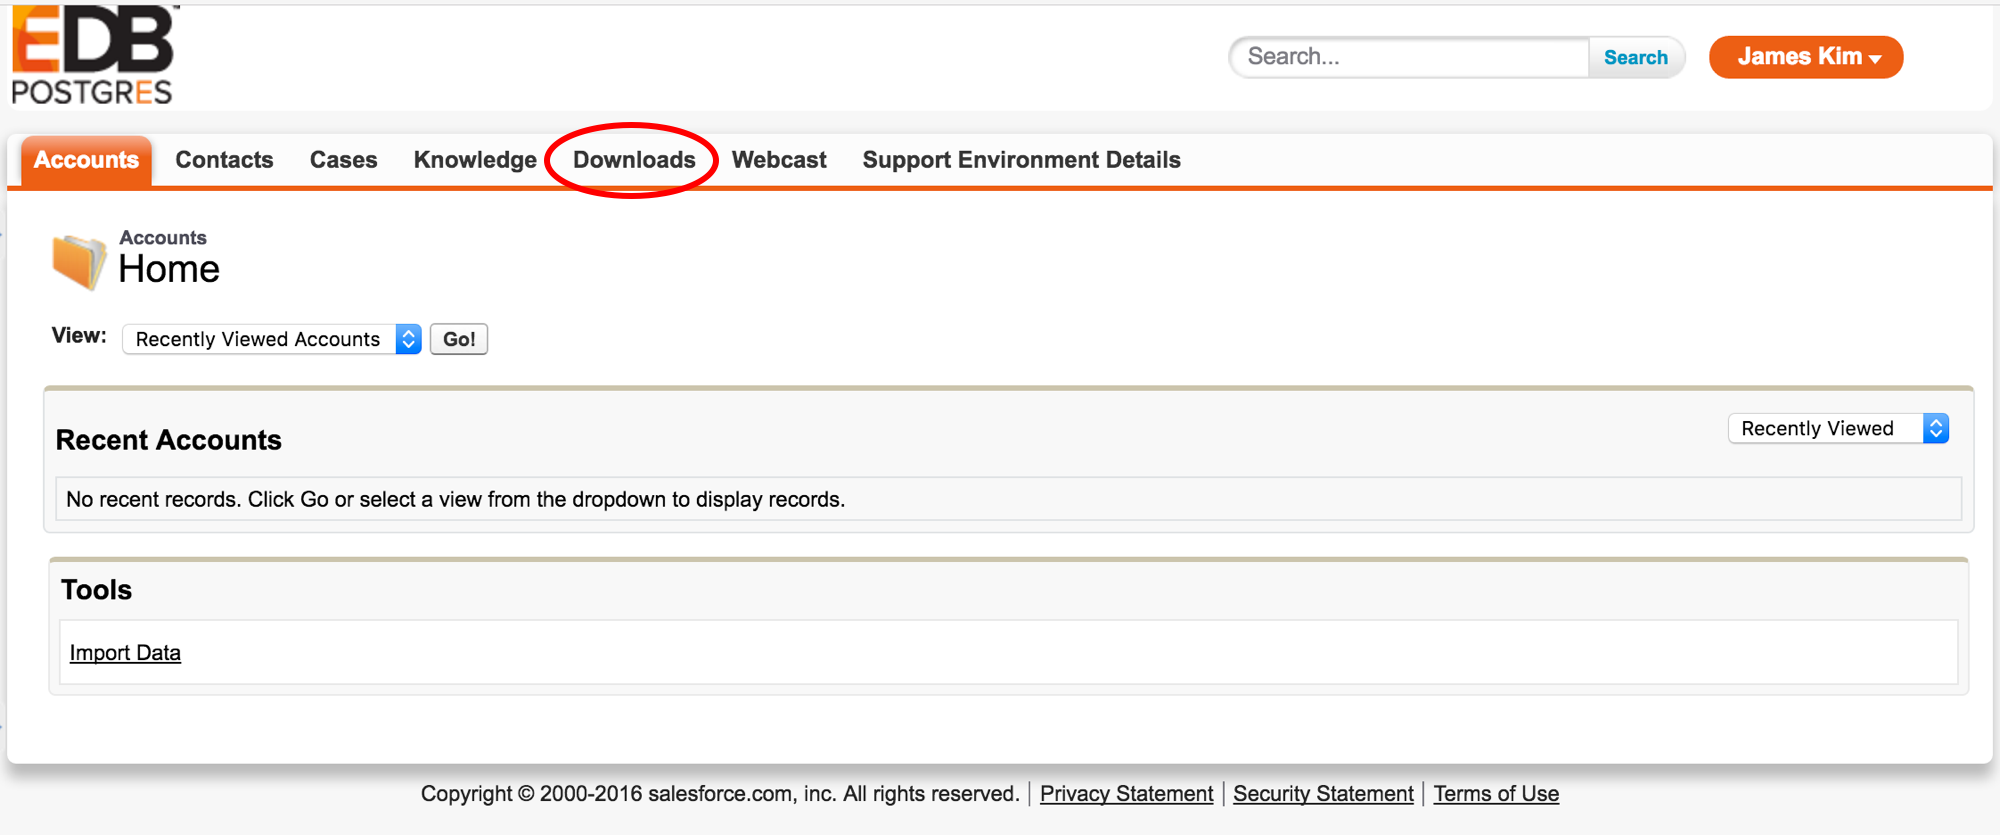 EDB
POSTGRES
Search...
Search
James Kim
Accounts
Contacts
Cases
Knowledge
Downloads
Webcast
Support Environment Details
Accounts
Home
View:
Recently Viewed Accounts
Go!
Recent Accounts
Recently Viewed
No recent records. Click Go or select a view from the dropdown to display records.
Tools
Import Data
Copyright © 2000-2016 salesforce.com, inc. All rights reserved. | Privacy Statement | Security Statement | Terms of Use